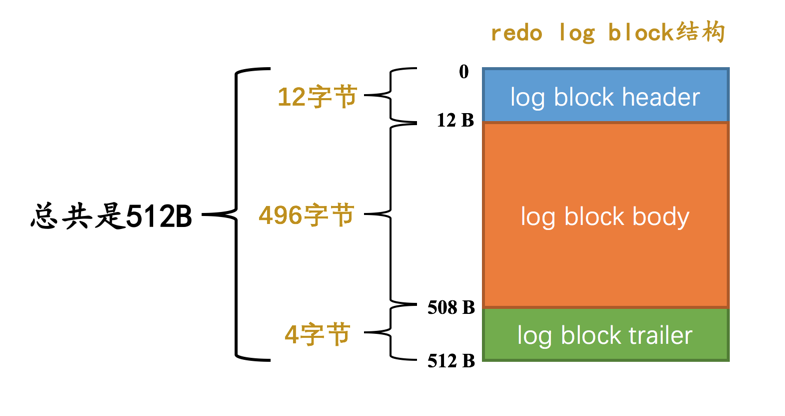 redo log block结构
0
12字节
log block header
12 B
总共是512B
496字节
log block body
508 B
4字节
log block trailer
512 B